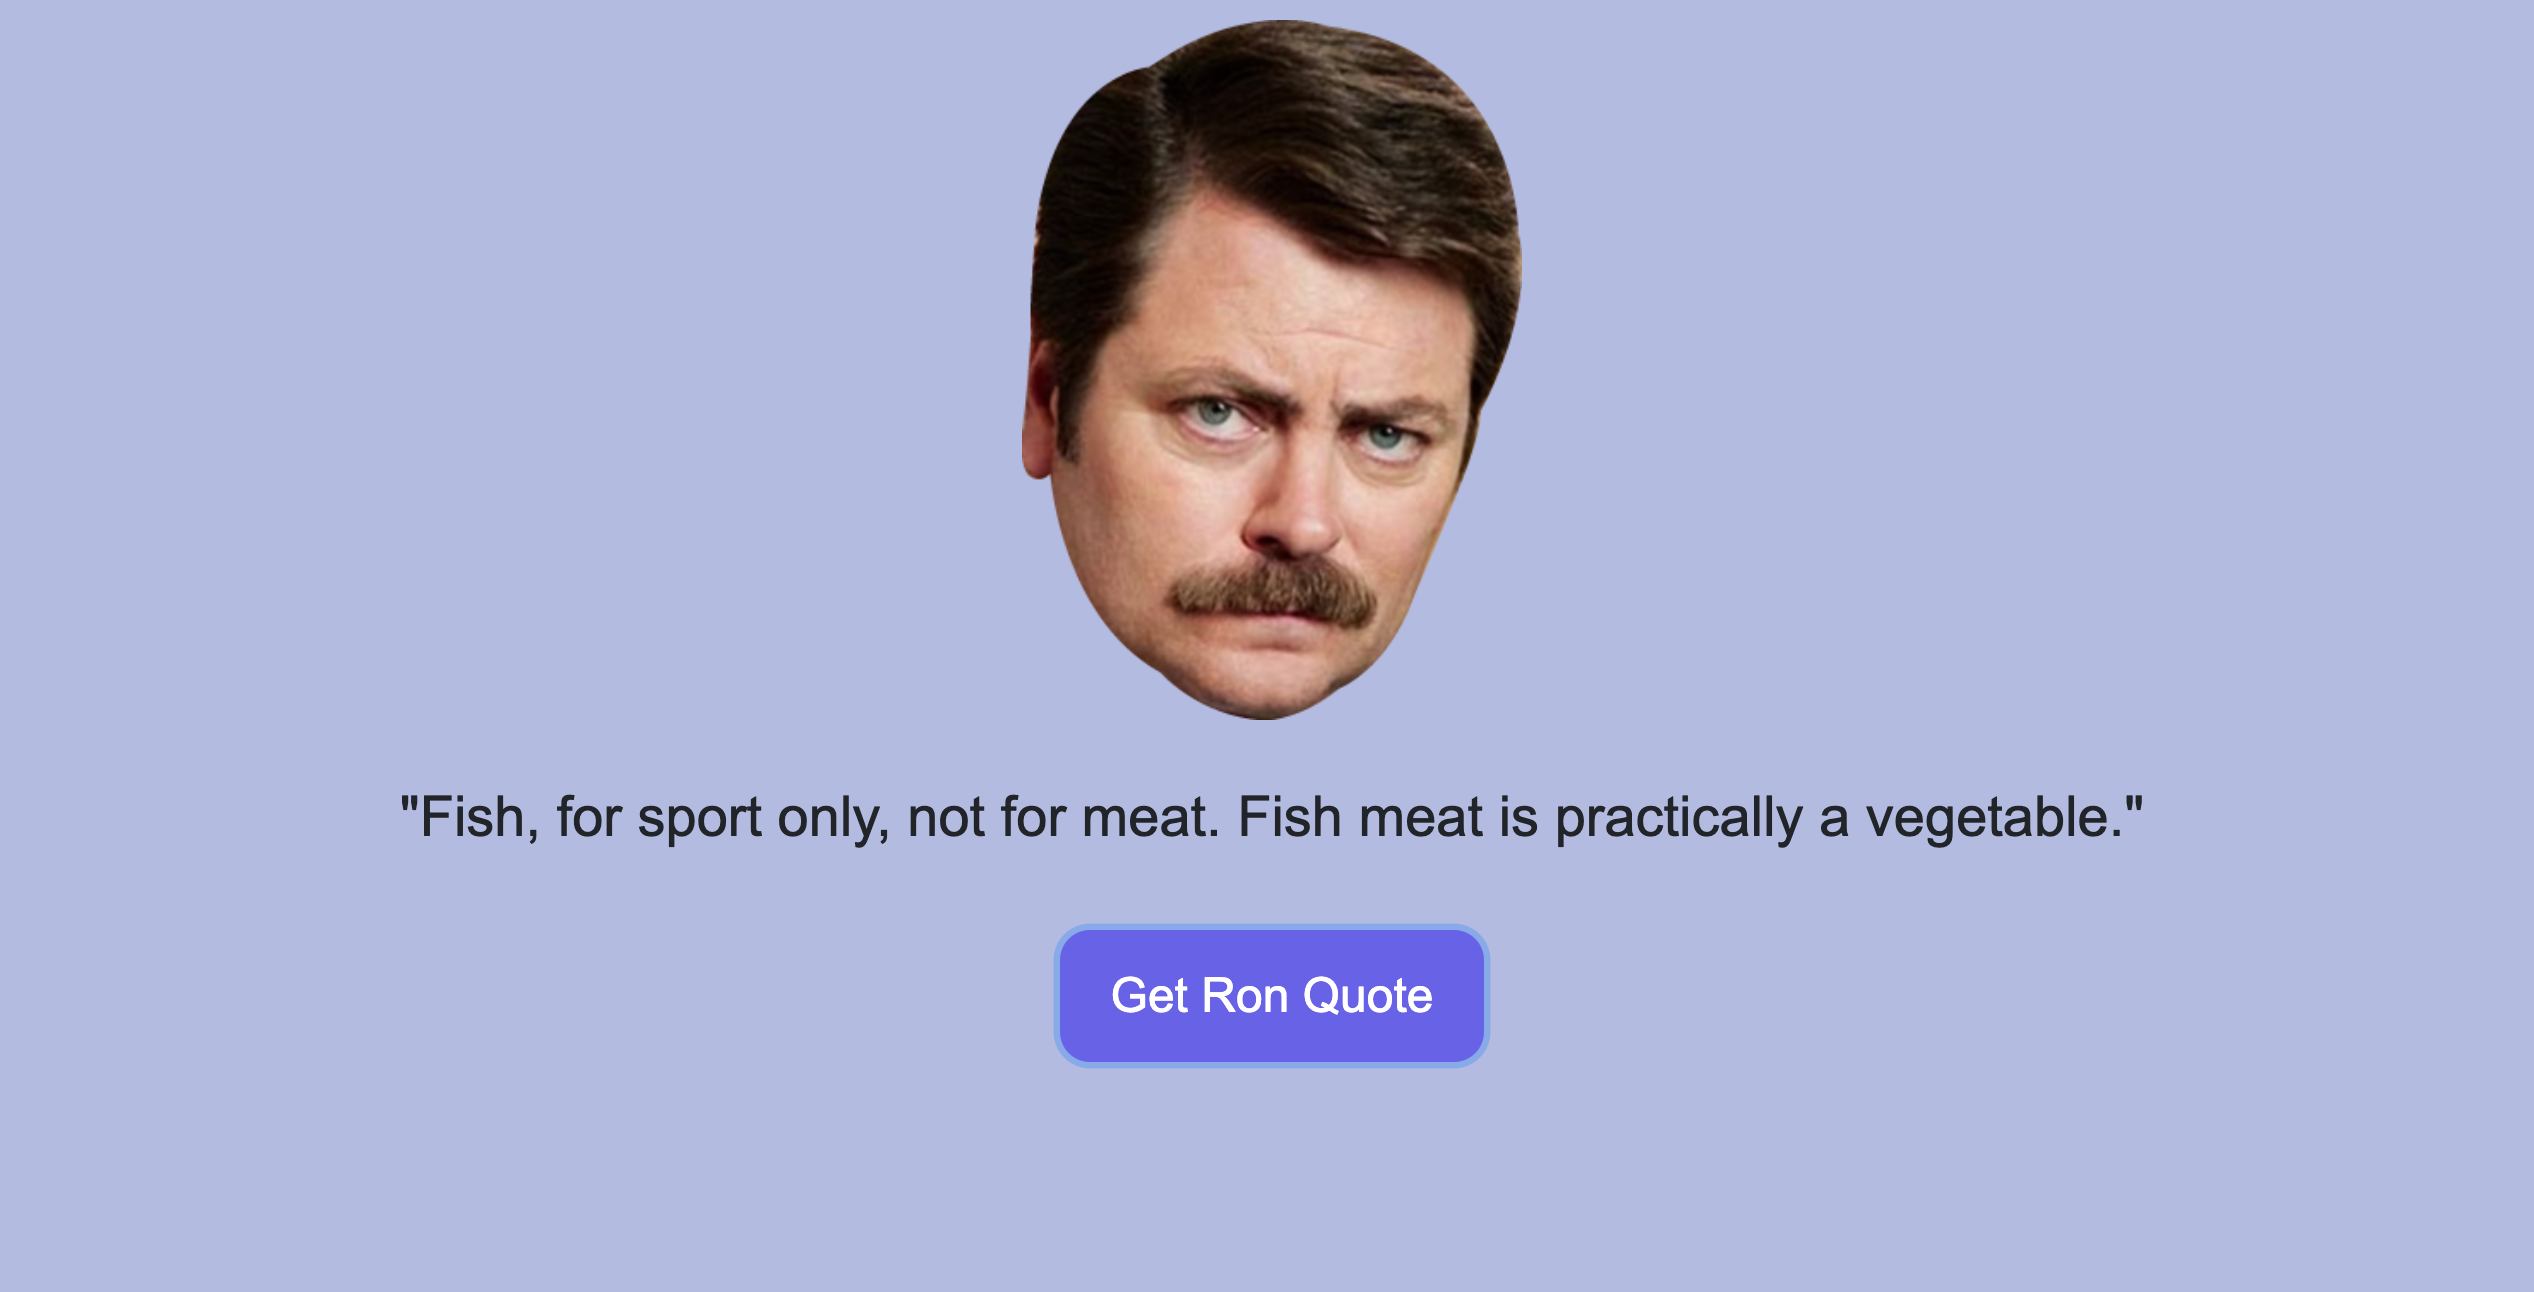 "Fish, for sport only, not for meat. Fish meat is practically a vegetable."
Get Ron Quote